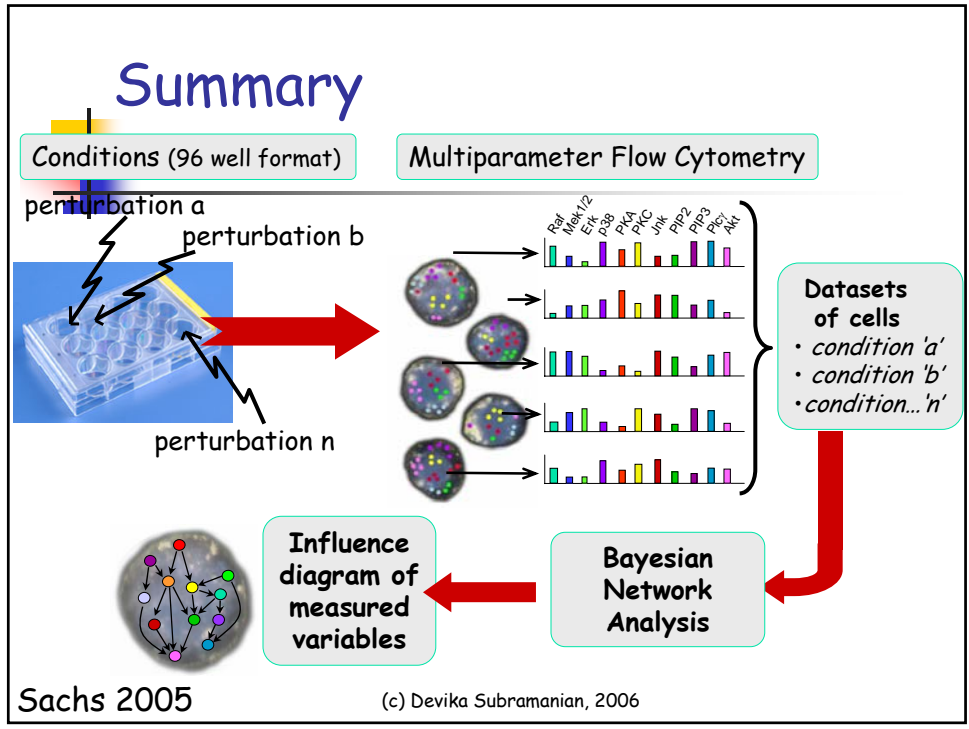 Summary
Conditions (96 well format)
Multiparameter Flow Cytometry
perturbation a
perturbation b
perturbation n
Raf
Mek1/2
Erk
p38
PKA
PKC
Jnk
PIP2
PIP3
Plcγ
Akt
Datasets
of cells
• condition 'a'
• condition 'b'
• condition...'n'
Bayesian
Network
Analysis
Influence
diagram of
measured
variables
Sachs 2005
(c) Devika Subramanian, 2006